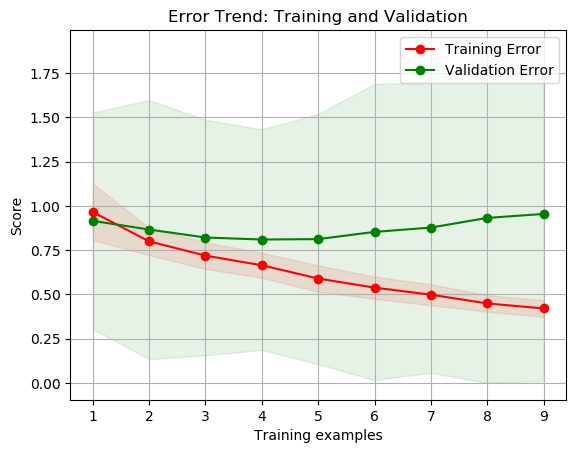 Error Trend: Training and Validation
Training Error
Validation Error
Score
1.75
1.50
1.25
1.00
0.75
0.50
0.25
0.00
1 2 3 4 5 6 7 8 9
Training examples